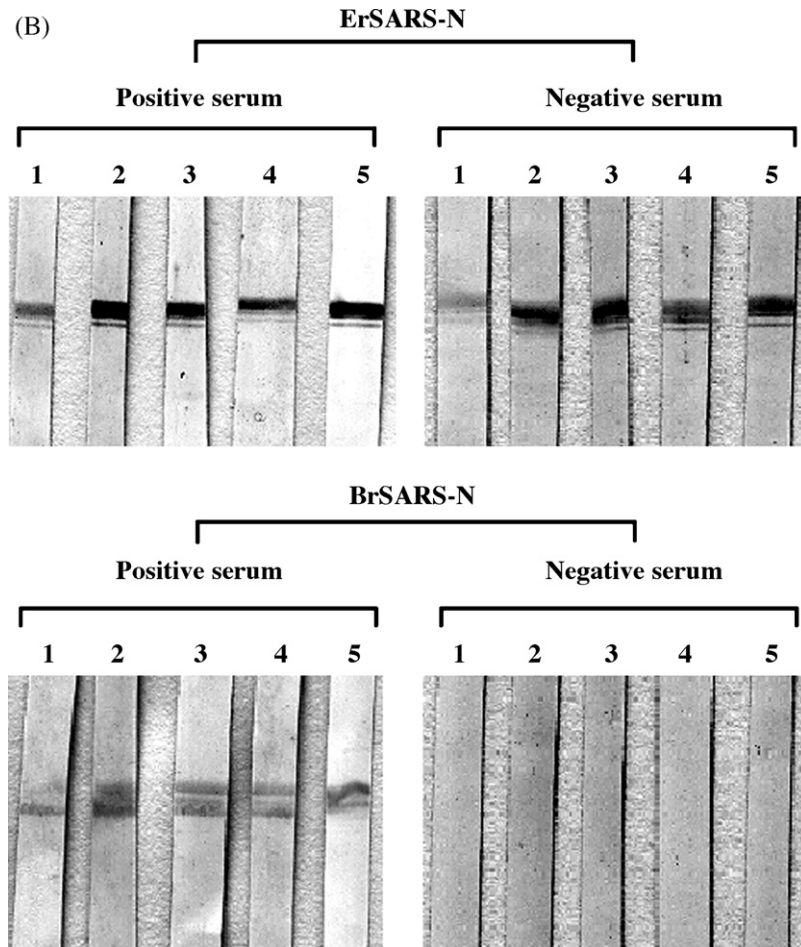 (B)
ErSARS-N
Positive serum Negative serum
1 2 3 4 5 1 2 3 4 5
BrSARS-N
Positive serum Negative serum
1 2 3 4 5 1 2 3 4 5